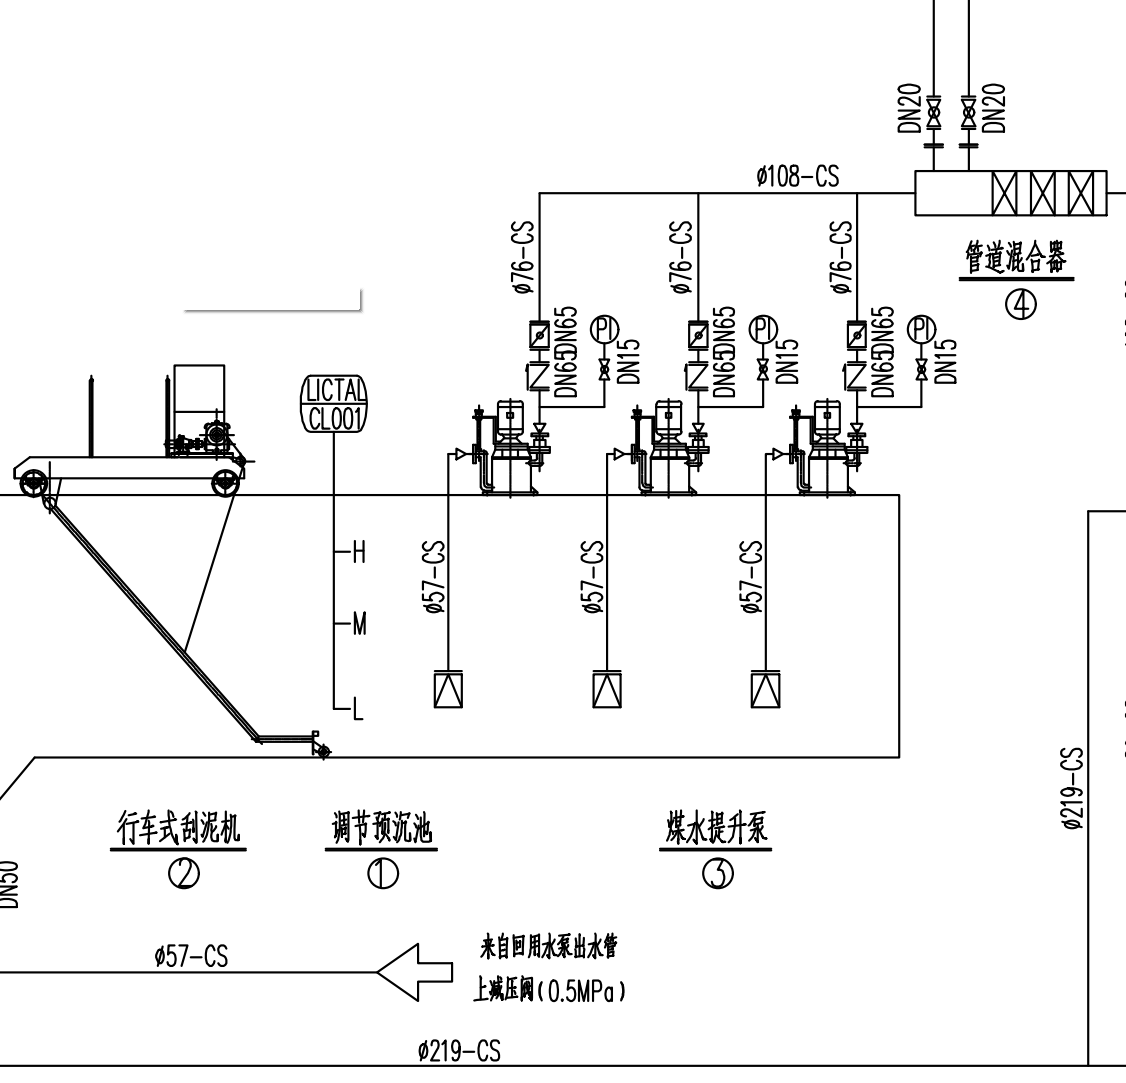 DN20
DN20
ø108-CS
ø76-CS
ø76-CS
ø76-CS
管道混合器
④
DN65
PI
DN65
PI
DN65
PI
DN65
DN15
DN65
DN15
DN65
DN15
LICTAL
CL001
H
M
L
ø57-CS
ø57-CS
ø57-CS
ø219-CS
行车式刮泥机
②
调节预沉池
①
煤水提升泵
③
DN50
ø57-CS
来自回用水泵出水管
上减压阀(0.5MPa)
ø219-CS